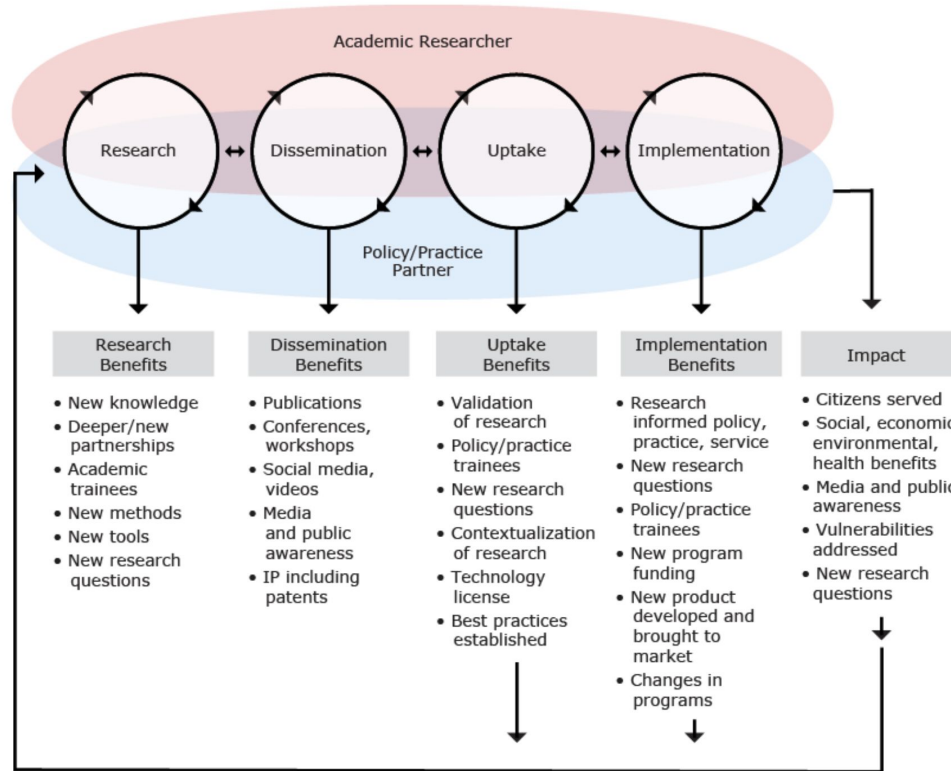 Academic Researcher
Research
Dissemination
Uptake
Implementation
Policy/Practice
Partner
Research
Benefits
• New knowledge
• Deeper/new
partnerships
• Academic
trainees
• New methods
• New tools
• New research
questions
Dissemination
Benefits
• Publications
• Conferences,
workshops
• Social media,
videos
• Media
and public
awareness
• IP including
patents
Uptake
Benefits
• Validation
of research
• Policy/practice
trainees
• New research
questions
• Contextualization
of research
• Technology
license
• Best practices
established
Implementation
Benefits
• Research
informed policy,
practice, service
• New research
questions
• Policy/practice
trainees
• New program
funding
• New product
developed and
brought to
market
• Changes in
programs
Impact
• Citizens served
• Social, economic
environmental,
health benefits
• Media and public
awareness
• Vulnerabilities
addressed
• New research
questions